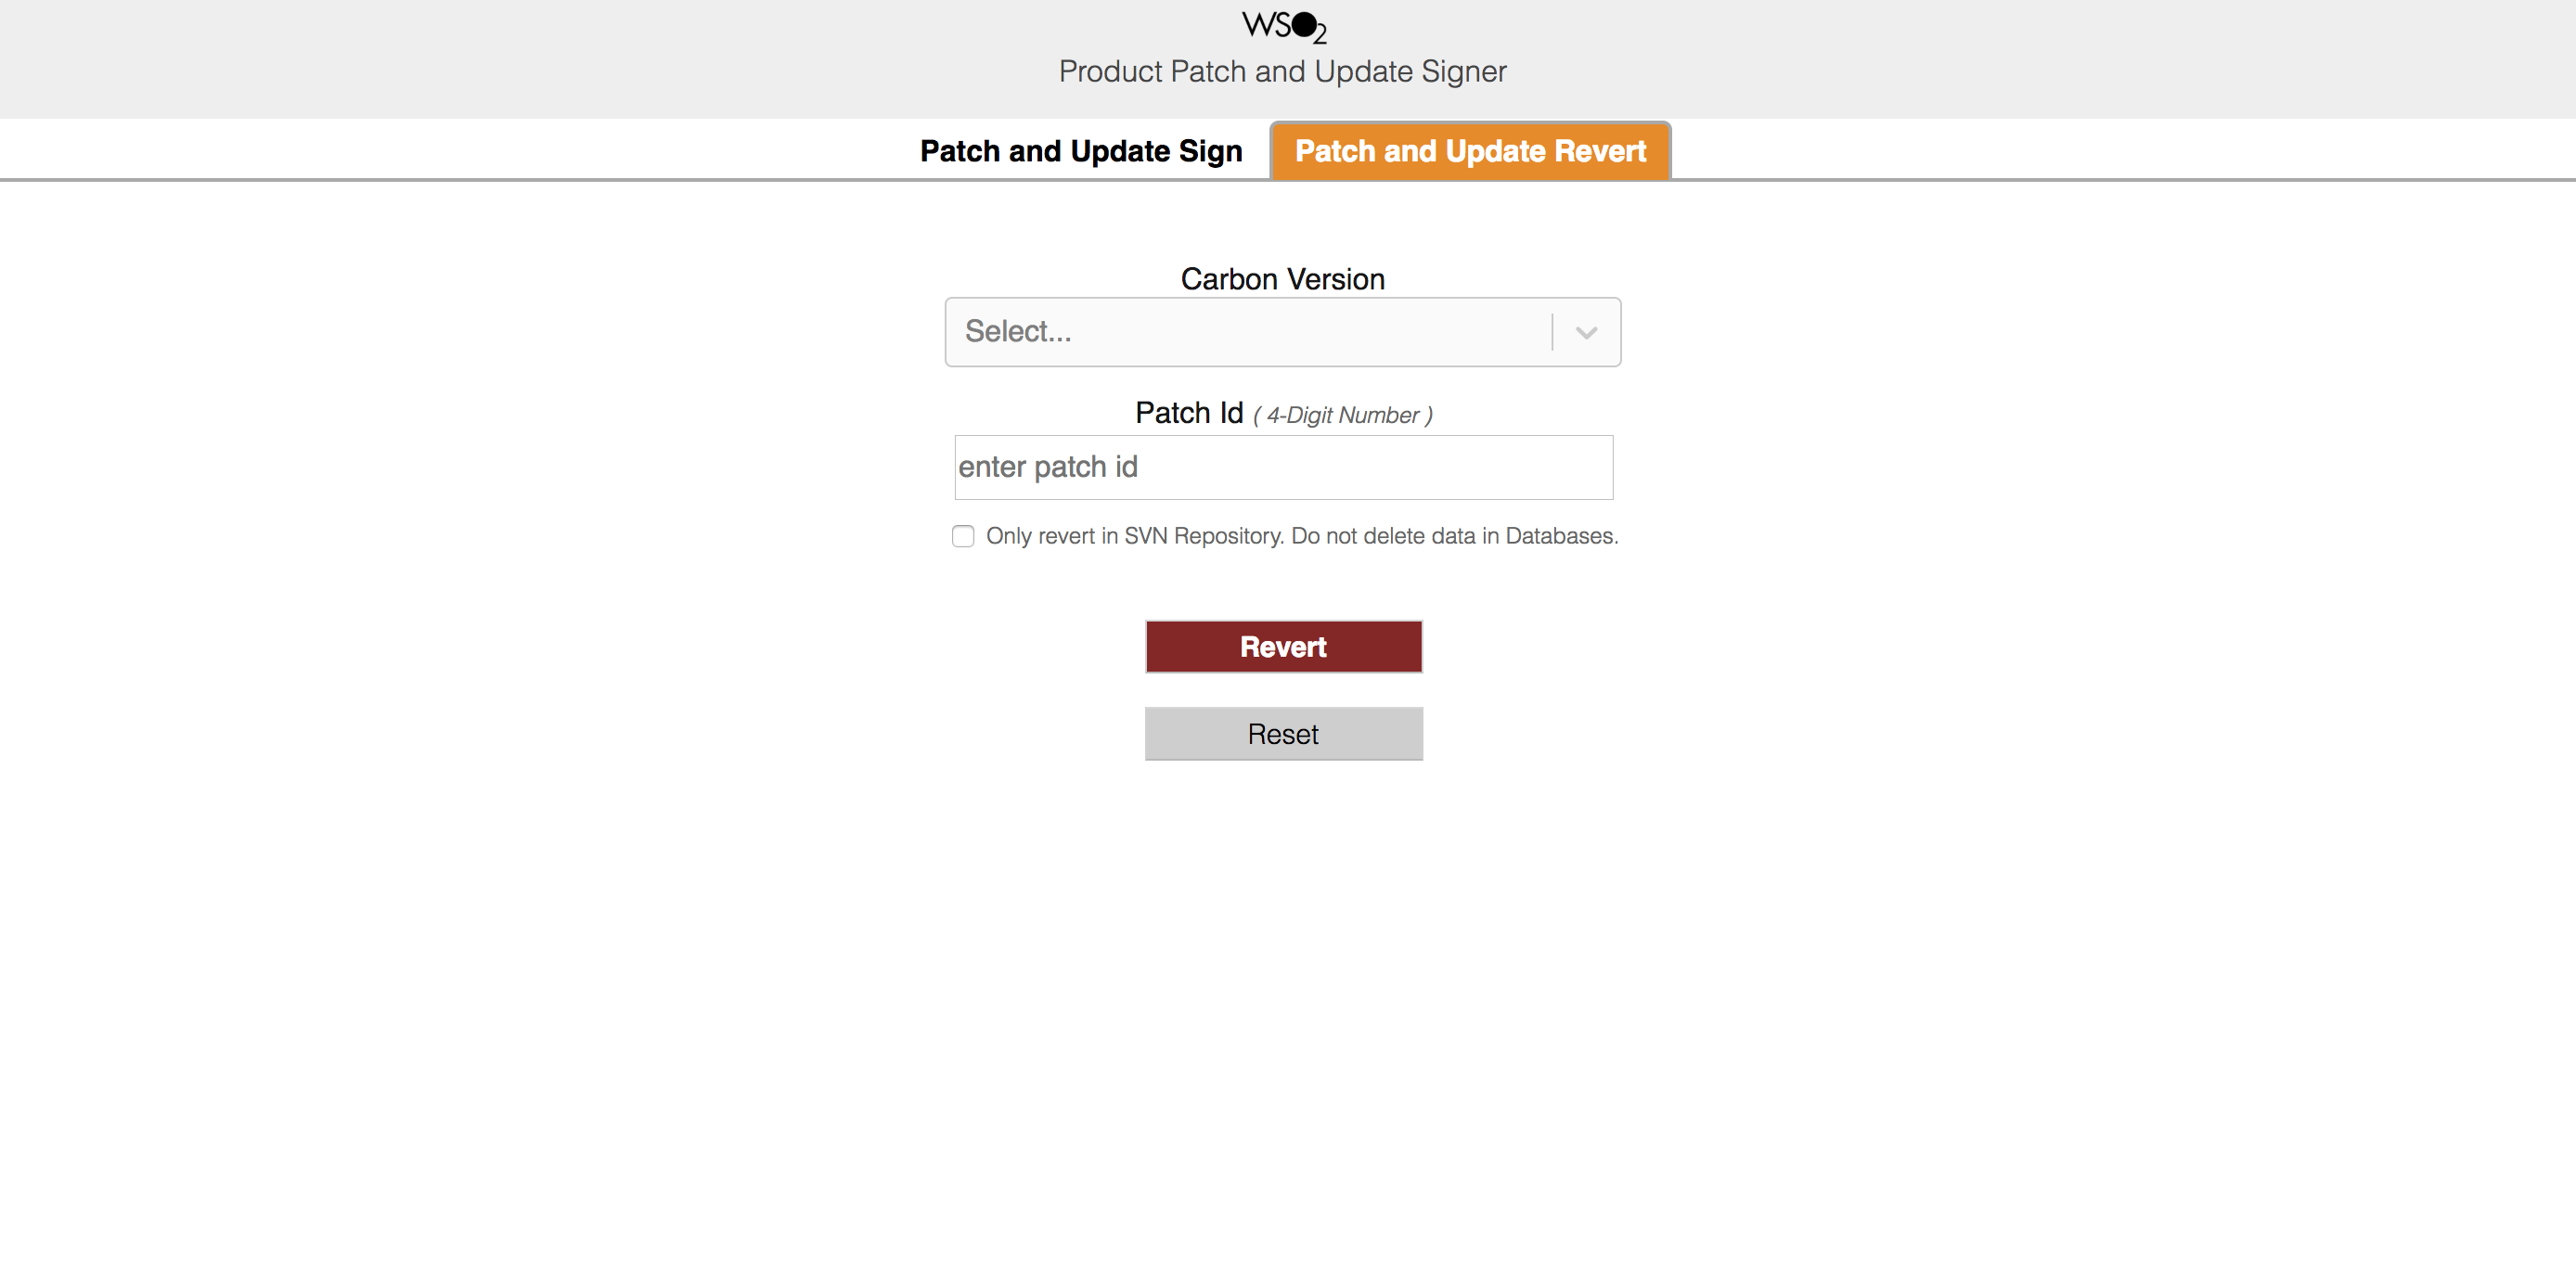 WSO2
Product Patch and Update Signer
Patch and Update Sign Patch and Update Revert
Carbon Version
Select...
Patch Id ( 4-Digit Number )
enter patch id
Only revert in SVN Repository. Do not delete data in Databases.
Revert
Reset